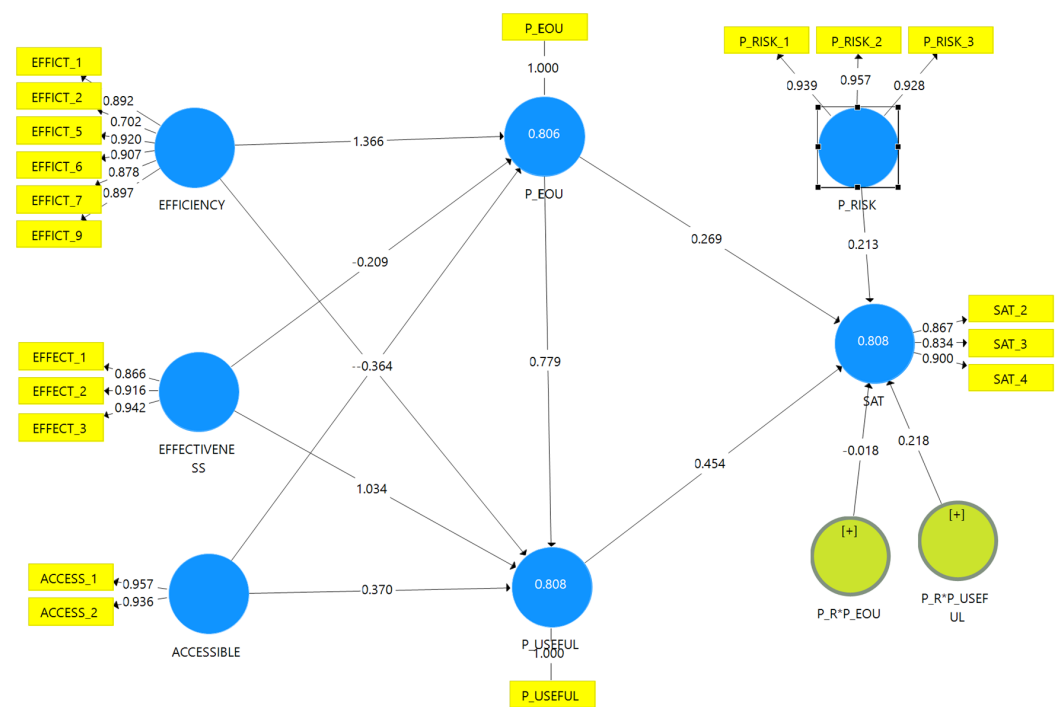 P_EOU
P_RISK_1
P_RISK_2
P_RISK_3
EFFICT_1
1.000
0.939
0.957
0.928
EFFICT_2
0.892
0.702
EFFICT_5
0.920
0.907
EFFICT_6
0.878
0.897
EFFICT_7
EFFICT_9
EFFICIENCY
1.366
0.806
P_EOU
P_RISK
0.213
-0.209
0.269
SAT_2
0.867
SAT_3
0.834
SAT_4
0.900
0.808
SAT
EFFECT_1
0.866
EFFECT_2
0.916
EFFECT_3
0.942
EFFECTIVENE
SS
--0.364
0.779
1.034
0.454
-0.018
0.218
[+]
[+]
P_R*P_EOU
P_R*P_USEF
UL
ACCESS_1
0.957
ACCESS_2
0.936
ACCESSIBLE
0.370
0.808
P_USEFUL
1.000
P_USEFUL